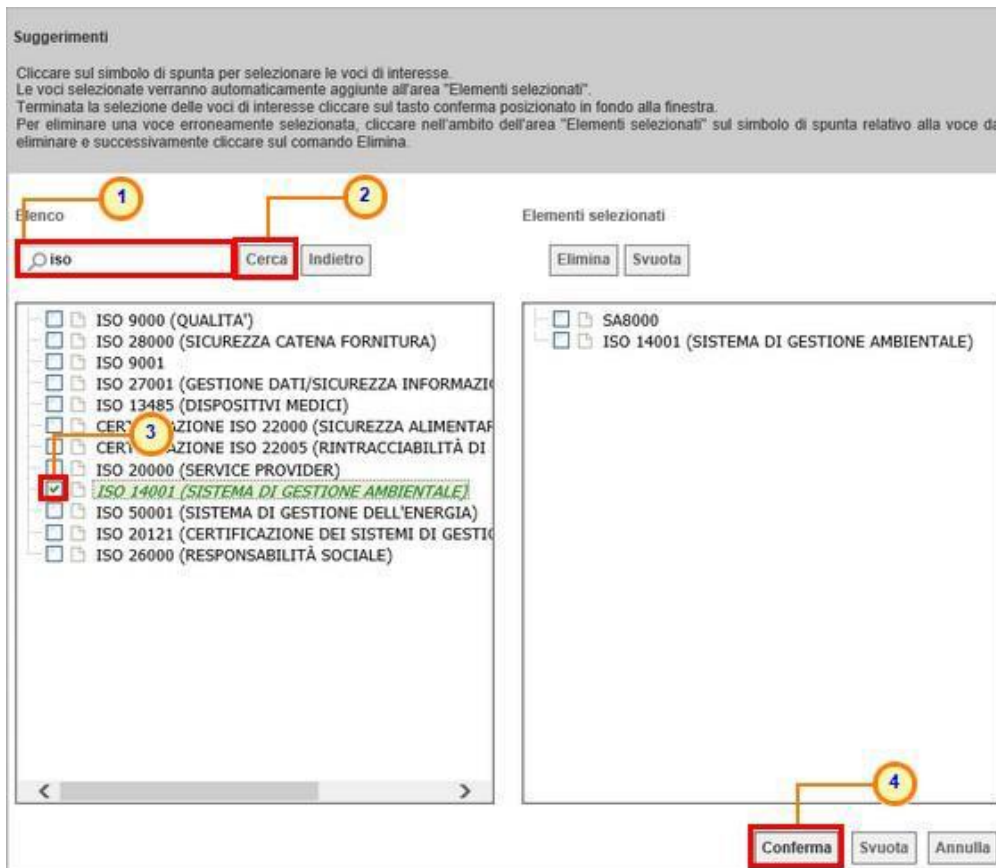 Suggerimenti
Cliccare sul simbolo di spunta per selezionare le voci di interesse.
Le voci selezionate verranno automaticamente aggiunte all'area "Elementi selezionati".
Terminata la selezione delle voci di interesse cliccare sul tasto conferma posizionato in fondo alla finestra.
Per eliminare una voce erroneamente selezionata, cliccare nell'ambito dell'area "Elementi selezionati" sul simbolo di spunta relativo alla voce da
eliminare e successivamente cliccare sul comando Elimina.
1
2
Elenco
iso
Cerca
Indietro
ISO 9000 (QUALITA')
ISO 28000 (SICUREZZA CATENA FORNITURA)
ISO 9001
ISO 27001 (GESTIONE DATI/SICUREZZA INFORMAZI
ISO 13485 (DISPOSITIVI MEDICI)
CER AZIONE ISO 22000 (SICUREZZA ALIMENTAR
3
CER AZIONE ISO 22005 (RINTRACCIABILITÀ DI
ISO 20000 (SERVICE PROVIDER)
ISO 14001 (SISTEMA DI GESTIONE AMBIENTALE)
ISO 50001 (SISTEMA DI GESTIONE DELL'ENERGIA)
ISO 20121 (CERTIFICAZIONE DEI SISTEMI DI GESTI
ISO 26000 (RESPONSABILITÀ SOCIALE)
Elementi selezionati
Elimina
Svuota
SA8000
ISO 14001 (SISTEMA DI GESTIONE AMBIENTALE)
4
Conferma
Svuota
Annulla